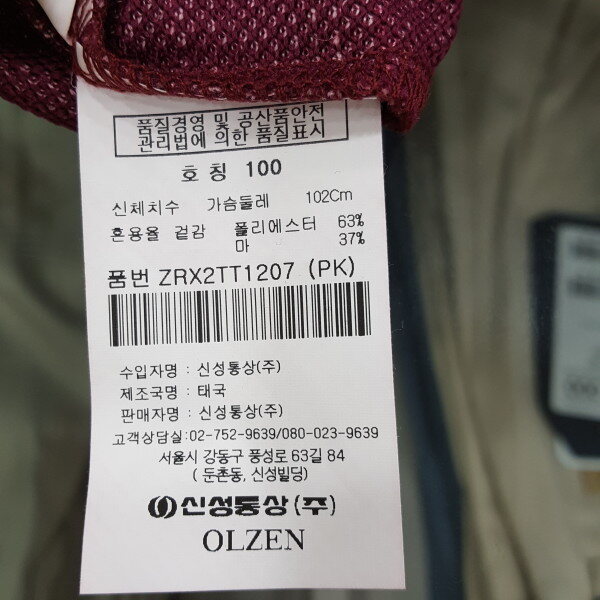 품질경영 및 공산품안전
관리법에 의한 품질표시
호 칭 100
신체치수 가슴둘레 102Cm
혼용율 겉감 폴리에스터 63%
마 37%
품번 ZRX2TT1207 (PK)
수입자명 : 신성통상(주)
제조국명 : 태국
판매자명 : 신성통상(주)
고객상담실:02-752-9639/080-023-9639
서울시 강동구 풍성로 63길 84
( 둔촌동, 신성빌딩)
신성통상(주)
OLZEN